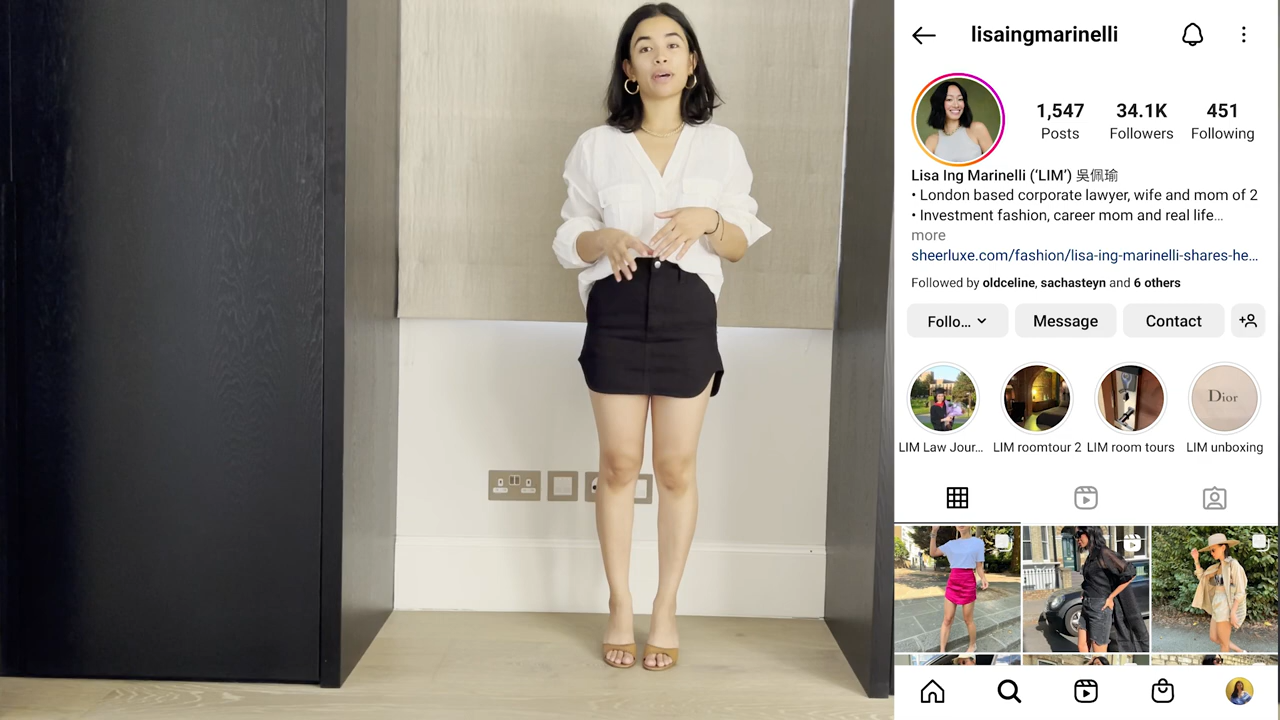 lisaingmarinelli
1,547 34.1K 451
Posts Followers Following
Lisa Ing Marinelli ('LIM') 吳佩瑜
• London based corporate lawyer, wife and mom of 2
• Investment fashion, career mom and real life...
more
sheerluxe.com/fashion/lisa-ing-marinelli-shares-he...
Followed by oldceline, sachasteyn and 6 others
Follo... Message Contact
Dior
LIM Law Jour... LIM roomtour 2 LIM room tours LIM unboxing